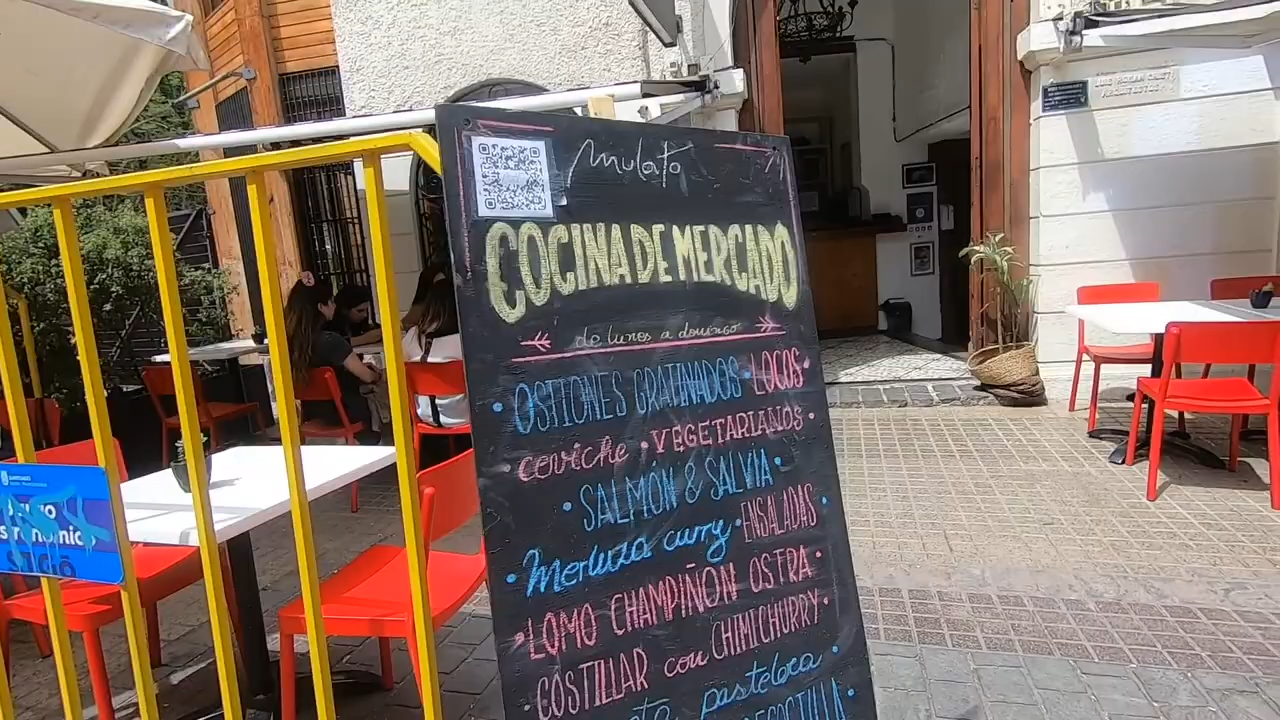 mulato
COCINA DE MERCADO
de lunes a domingo
• OSTIONES GRATINADOS • LOCOS •
• ceviche • VEGETARIANOS •
• SALMÓN & SALVIA •
• Merluza curry • ENSALADAS •
• LOMO CHAMPIÑON OSTRA •
• COSTILLAR con CHIMICHURRY •
pastelera •